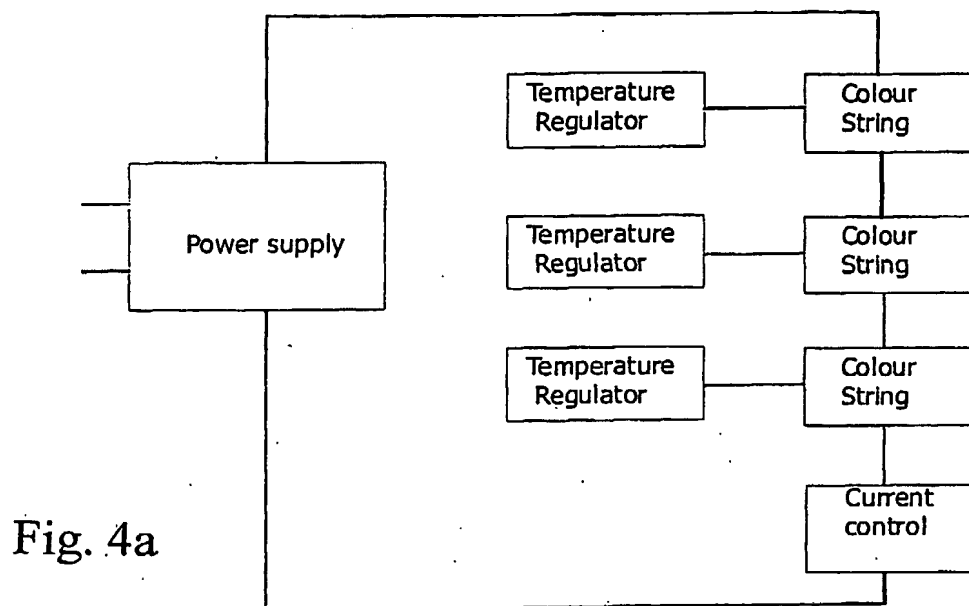 Temperature
Regulator
Colour
String
Power supply
Temperature
Regulator
Colour
String
Temperature
Regulator
Colour
String
Current
control
Fig. 4a